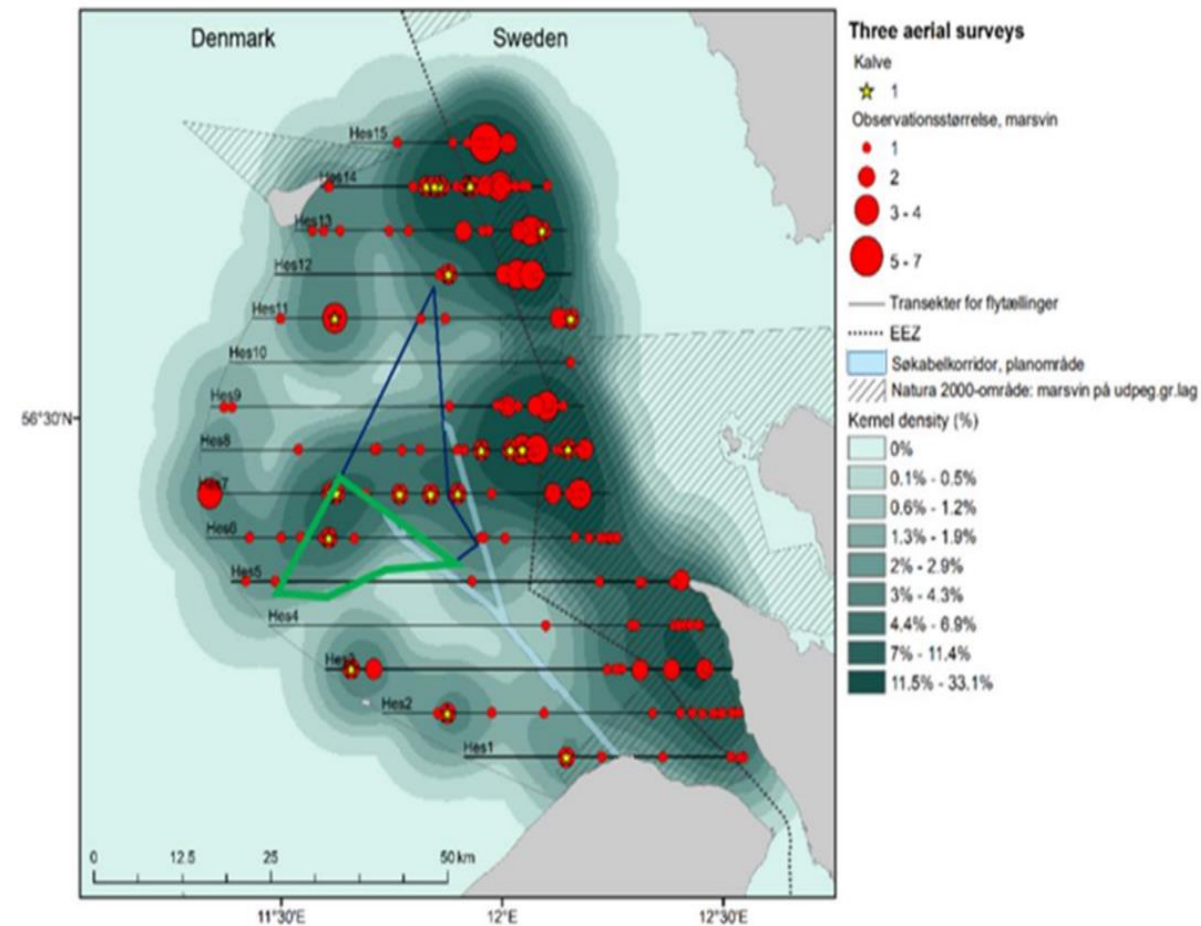 Denmark
Sweden
Hes15
Hes14
Hes13
Hes12
Hes11
Hes10
Hes9
Hes8
Hes7
Hes6
Hes5
Hes4
Hes3
Hes2
Hes1
56°30'N
0 12.5 25 50 km
11°30'E 12°E 12°30'E
Three aerial surveys
Kalve
1
Observationsstørrelse, marsvin
1
2
3 - 4
5 - 7
Transekter for flytællinger
EEZ
Søkabelkorridor, planområde
Natura 2000-område: marsvin på udpeg.gr.lag
Kernel density (%)
0%
0.1% - 0.5%
0.6% - 1.2%
1.3% - 1.9%
2% - 2.9%
3% - 4.3%
4.4% - 6.9%
7% - 11.4%
11.5% - 33.1%